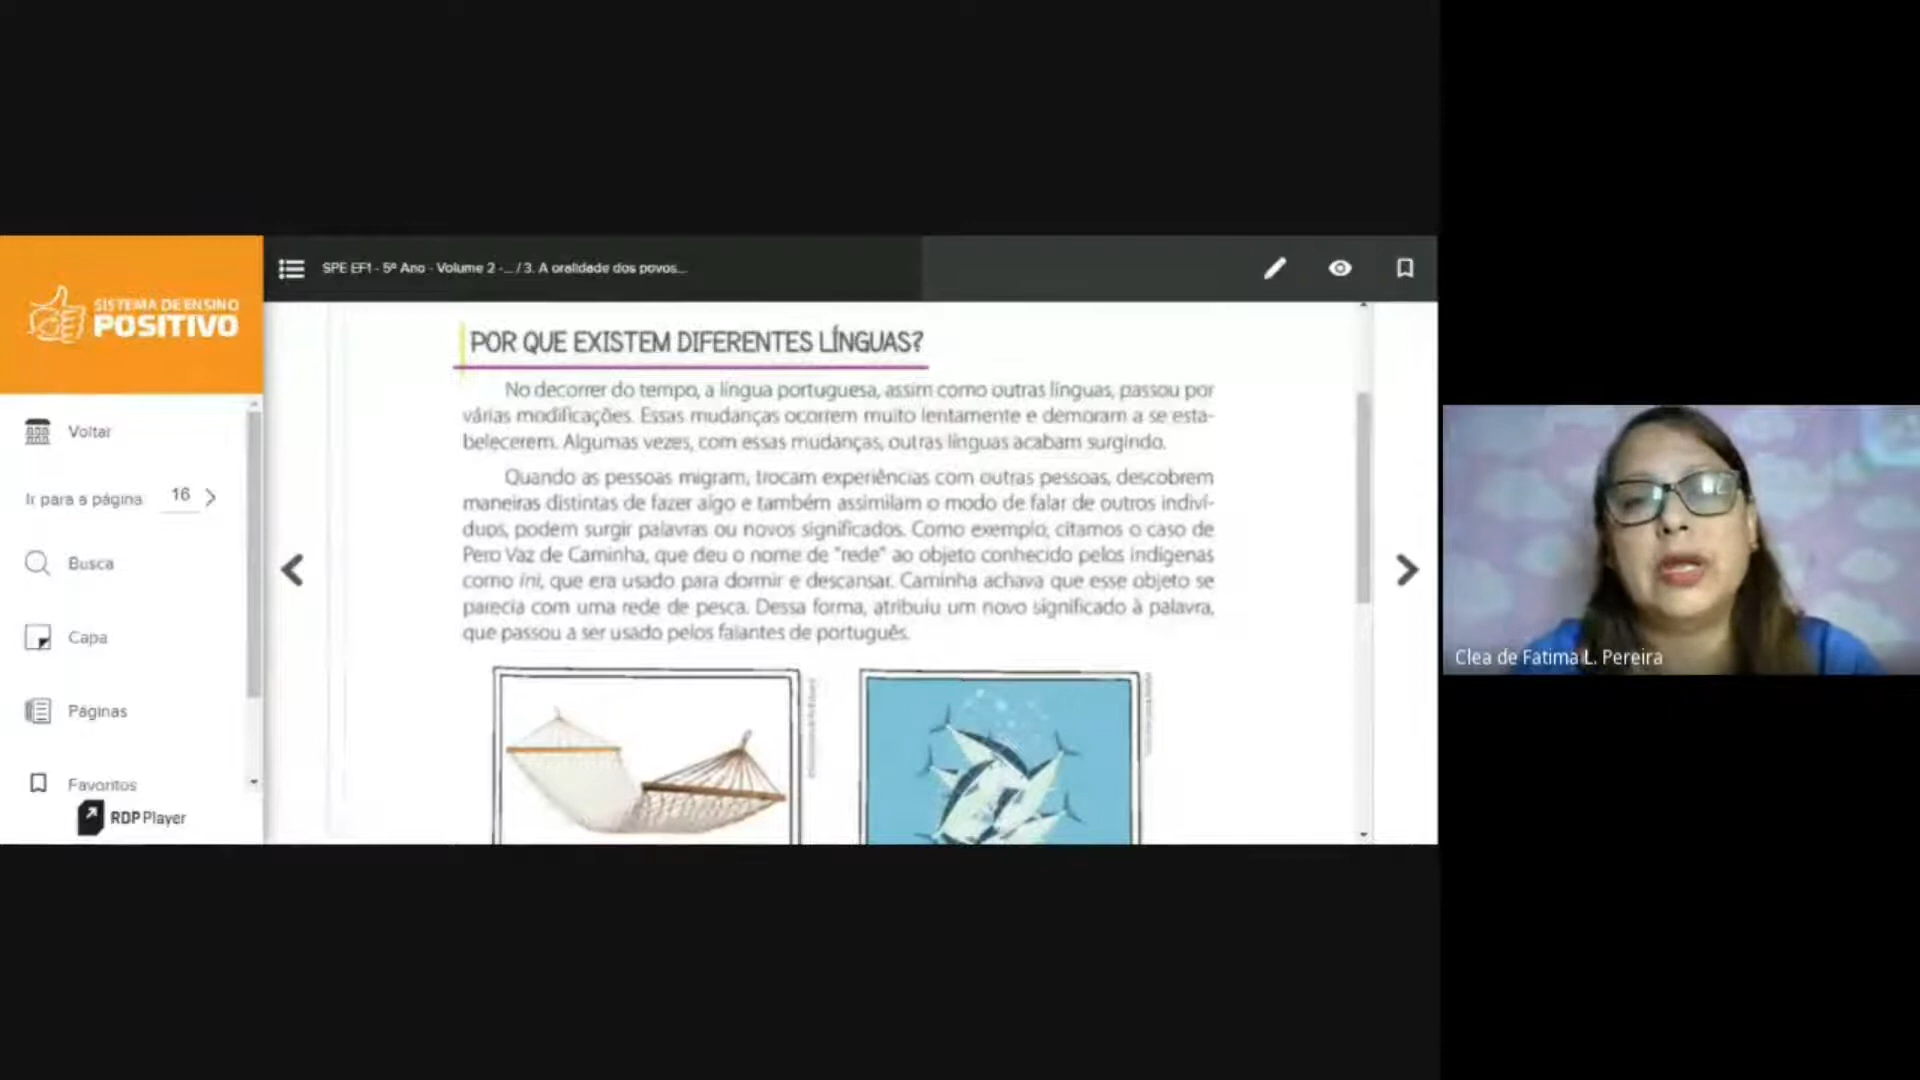 SISTEMA DE ENSINO
POSITIVO
Voltar
Ir para a página 16
Busca
Capa
Páginas
Favoritos
RDP Player
SPE EF1 - 5º Ano - Volume 2 -... / 3. A oralidade dos povos...
POR QUE EXISTEM DIFERENTES LÍNGUAS?
No decorrer do tempo, a língua portuguesa, assim como outras línguas, passou por
várias modificações. Essas mudanças ocorrem muito lentamente e demoram a se esta-
belecerem. Algumas vezes, com essas mudanças, outras línguas acabam surgindo.
Quando as pessoas migram, trocam experiências com outras pessoas, descobrem
maneiras distintas de fazer algo e também assimilam o modo de falar de outros indiví-
duos, podem surgir palavras ou novos significados. Como exemplo, citamos o caso de
Pero Vaz de Caminha, que deu o nome de "rede" ao objeto conhecido pelos indígenas
como ini, que era usado para dormir e descansar. Caminha achava que esse objeto se
parecia com uma rede de pesca. Dessa forma, atribuiu um novo significado à palavra,
que passou a ser usado pelos falantes de português.
Clea de Fatima L. Pereira